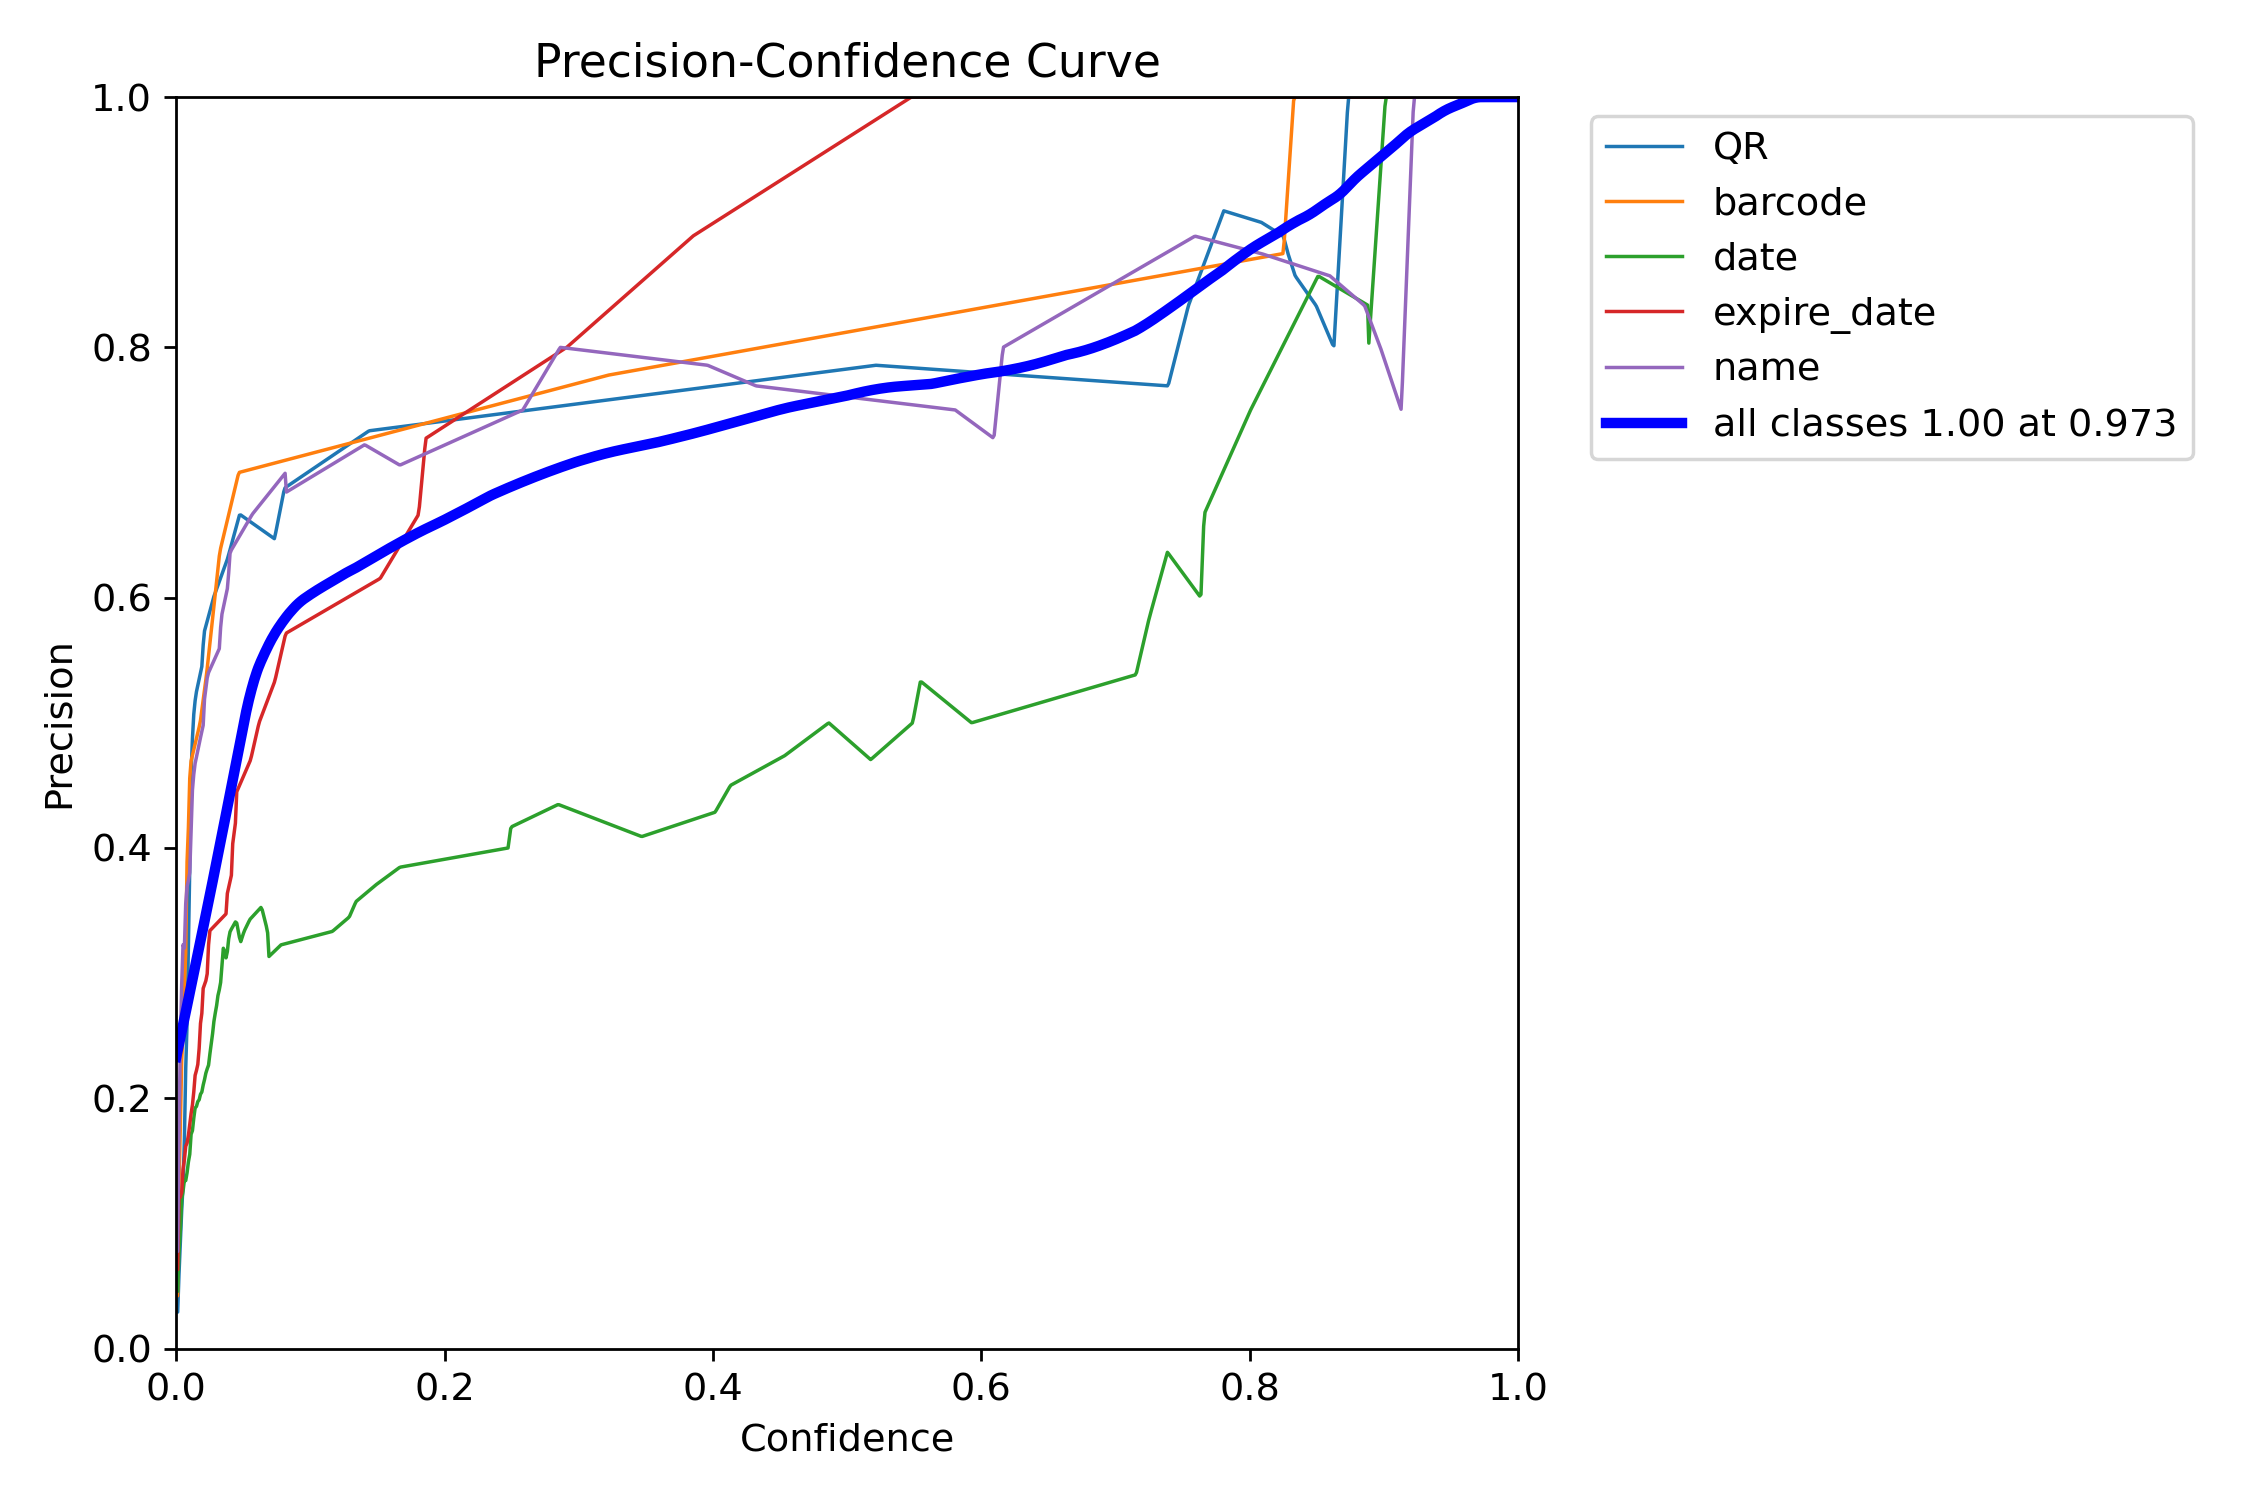 Precision-Confidence Curve
1.0
0.8
0.6
0.4
0.2
0.0
Precision
0.0 0.2 0.4 0.6 0.8 1.0
Confidence
QR
barcode
date
expire_date
name
all classes 1.00 at 0.973